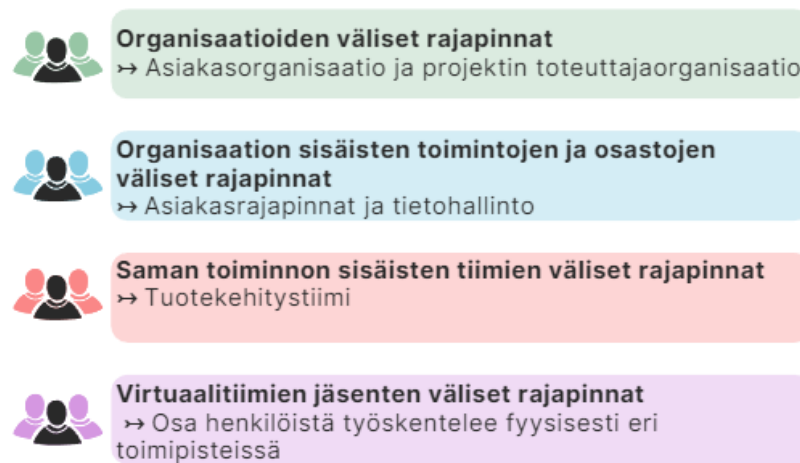 Organisaatioiden väliset rajapinnat
↣ Asiakasorganisaatio ja projektin toteuttajaorganisaatio
Organisaation sisäisten toimintojen ja osastojen
väliset rajapinnat
↣ Asiakasrajapinnat ja tietohallinto
Saman toiminnon sisäisten tiimien väliset rajapinnat
↣ Tuotekehitystiimi
Virtuaalitiimien jäsenten väliset rajapinnat
↣ Osa henkilöistä työskentelee fyysisesti eri
toimipisteissä